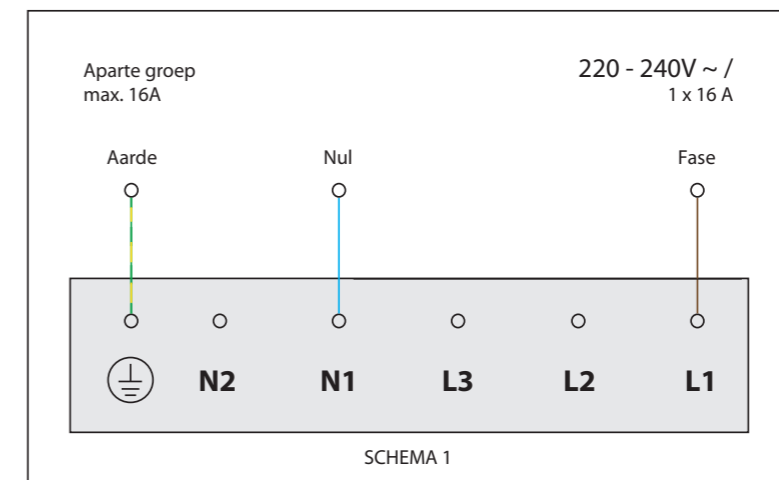 Aparte groep
max. 16A
220 - 240V ~ /
1 x 16 A
Aarde
Nul
Fase
N2
N1
L3
L2
L1
SCHEMA 1